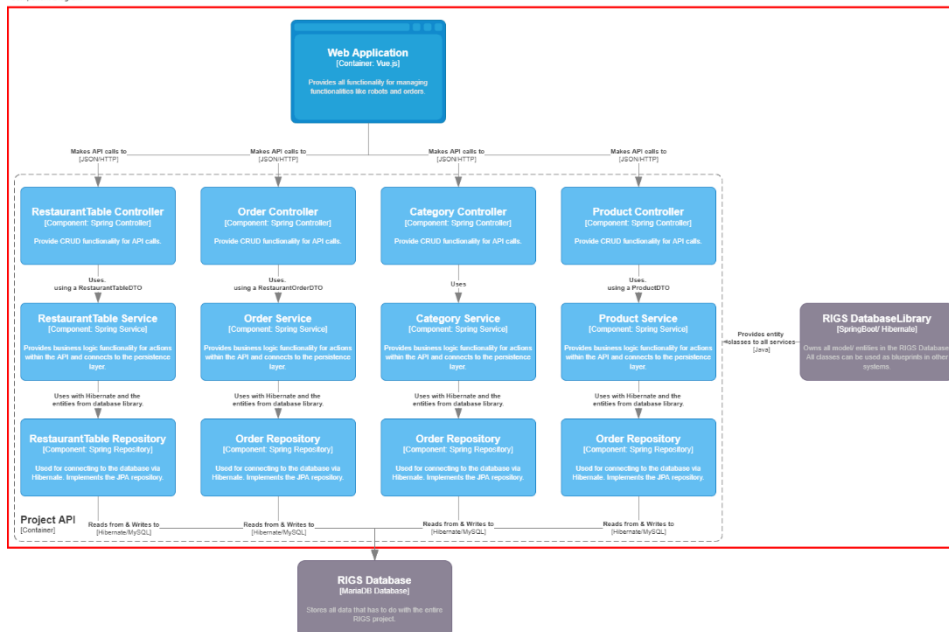 Web Application
[Container: Vue.js]
Provides all functionality for managing
functionalities like robots and orders.
Makes API calls to
[JSON/HTTP]
Makes API calls to
[JSON/HTTP]
Makes API calls to
[JSON/HTTP]
Makes API calls to
[JSON/HTTP]
RestaurantTable Controller
[Component: Spring Controller]
Provide CRUD functionality for API calls.
Order Controller
[Component: Spring Controller]
Provide CRUD functionality for API calls.
Category Controller
[Component: Spring Controller]
Provide CRUD functionality for API calls.
Product Controller
[Component: Spring Controller]
Provide CRUD functionality for API calls.
Uses.
using a RestaurantTableDTO
Uses.
using a RestaurantOrderDTO
Uses
Uses.
using a ProductDTO
RestaurantTable Service
[Component: Spring Service]
Provides business logic functionality for actions
within the API and connects to the persistence
layer.
Order Service
[Component: Spring Service]
Provides business logic functionality for actions
within the API and connects to the persistence
layer.
Category Service
[Component: Spring Service]
Provides business logic functionality for actions
within the API and connects to the persistence
layer.
Product Service
[Component: Spring Service]
Provides business logic functionality for actions
within the API and connects to the persistence
layer.
Provides entity
classes to all services
[Java]
RIGS DatabaseLibrary
[SpringBoot/ Hibernate]
Owns all model/ entities in the RIGS Database
All classes can be used as blueprints in other
systems.
Uses with Hibernate and the
entities from database library.
Uses with Hibernate and the
entities from database library.
Uses with Hibernate and the
entities from database library.
Uses with Hibernate and the
entities from database library.
RestaurantTable Repository
[Component: Spring Repository]
Used for connecting to the database via
Hibernate. Implements the JPA repository.
Order Repository
[Component: Spring Repository]
Used for connecting to the database via
Hibernate. Implements the JPA repository.
Order Repository
[Component: Spring Repository]
Used for connecting to the database via
Hibernate. Implements the JPA repository.
Order Repository
[Component: Spring Repository]
Used for connecting to the database via
Hibernate. Implements the JPA repository.
Project API
[Container]
Reads from & Writes to
[Hibernate/MySQL]
Reads from & Writes to
[Hibernate/MySQL]
Reads from & Writes to
[Hibernate/MySQL]
Reads from & Writes to
[Hibernate/MySQL]
RIGS Database
[MariaDB Database]
Stores all data that has to do with the entire
RIGS project.